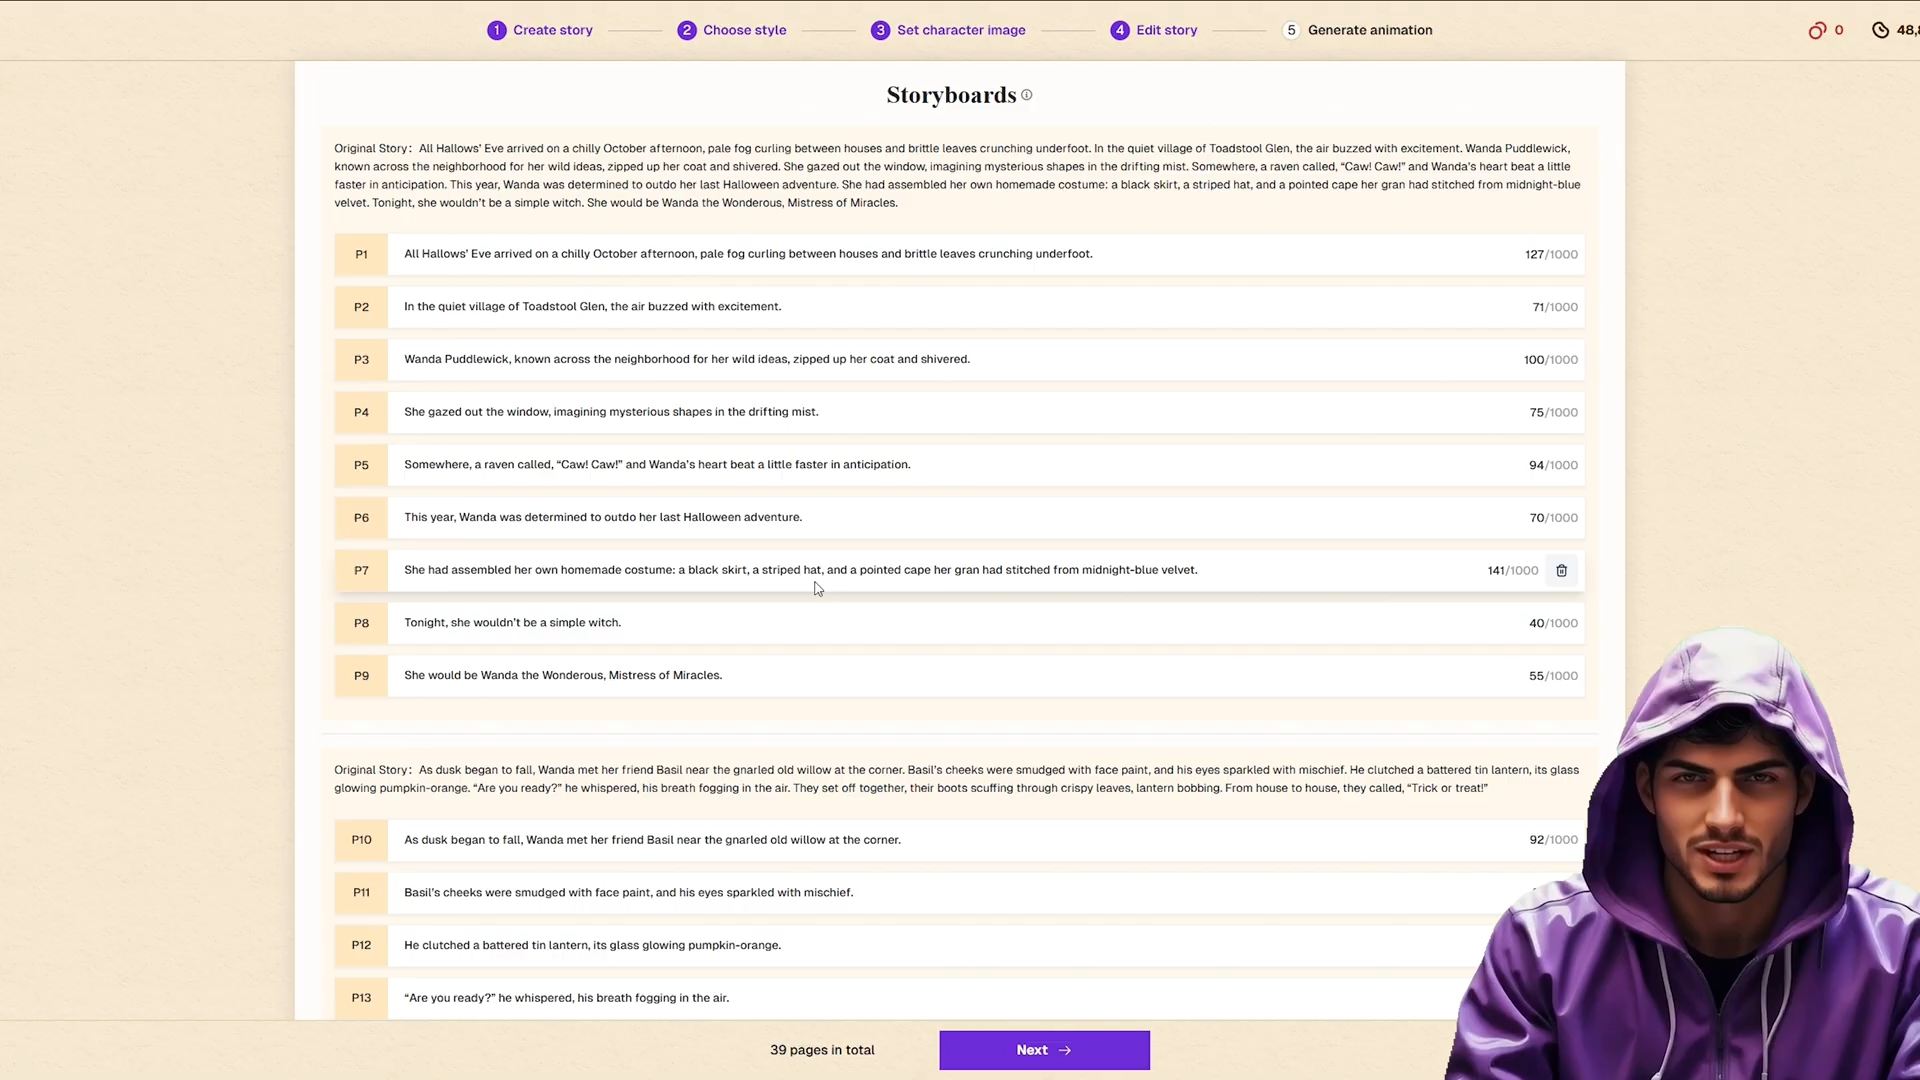 1 Create story 2 Choose style 3 Set character image 4 Edit story 5 Generate animation 0 48,8
Storyboards
Original Story: All Hallows' Eve arrived on a chilly October afternoon, pale fog curling between houses and brittle leaves crunching underfoot. In the quiet village of Toadstool Glen, the air buzzed with excitement. Wanda Puddlewick,
known across the neighborhood for her wild ideas, zipped up her coat and shivered. She gazed out the window, imagining mysterious shapes in the drifting mist. Somewhere, a raven called, “Caw! Caw!” and Wanda's heart beat a little
faster in anticipation. This year, Wanda was determined to outdo her last Halloween adventure. She had assembled her own homemade costume: a black skirt, a striped hat, and a pointed cape her gran had stitched from midnight-blue
velvet. Tonight, she wouldn't be a simple witch. She would be Wanda the Wonderous, Mistress of Miracles.
P1 All Hallows' Eve arrived on a chilly October afternoon, pale fog curling between houses and brittle leaves crunching underfoot. 127/1000
P2 In the quiet village of Toadstool Glen, the air buzzed with excitement. 71/1000
P3 Wanda Puddlewick, known across the neighborhood for her wild ideas, zipped up her coat and shivered. 100/1000
P4 She gazed out the window, imagining mysterious shapes in the drifting mist. 75/1000
P5 Somewhere, a raven called, “Caw! Caw!” and Wanda's heart beat a little faster in anticipation. 94/1000
P6 This year, Wanda was determined to outdo her last Halloween adventure. 70/1000
P7 She had assembled her own homemade costume: a black skirt, a striped hat, and a pointed cape her gran had stitched from midnight-blue velvet. 141/1000
P8 Tonight, she wouldn't be a simple witch. 40/1000
P9 She would be Wanda the Wonderous, Mistress of Miracles. 55/1000
Original Story: As dusk began to fall, Wanda met her friend Basil near the gnarled old willow at the corner. Basil's cheeks were smudged with face paint, and his eyes sparkled with mischief. He clutched a battered tin lantern, its glass
glowing pumpkin-orange. “Are you ready?” he whispered, his breath fogging in the air. They set off together, their boots scuffing through crispy leaves, lantern bobbing. From house to house, they called, “Trick or treat!”
P10 As dusk began to fall, Wanda met her friend Basil near the gnarled old willow at the corner. 92/1000
P11 Basil's cheeks were smudged with face paint, and his eyes sparkled with mischief.
P12 He clutched a battered tin lantern, its glass glowing pumpkin-orange.
P13 “Are you ready?” he whispered, his breath fogging in the air.
39 pages in total Next